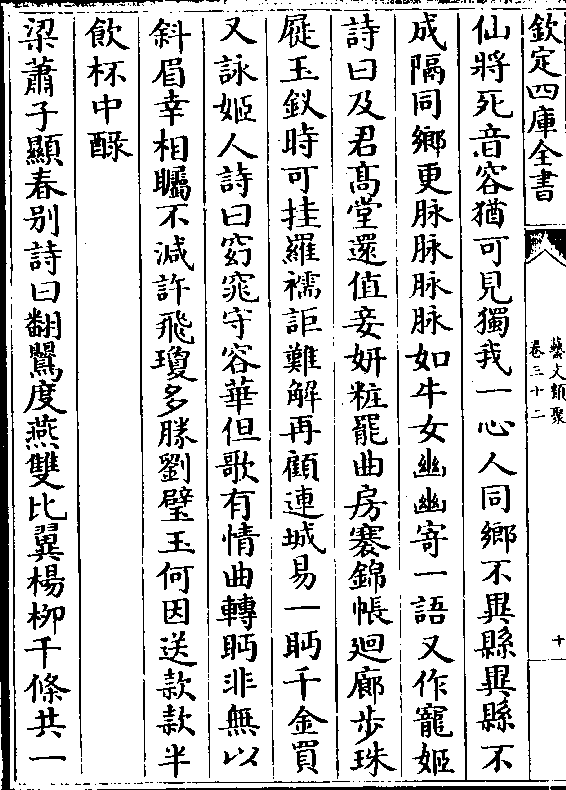 欽定四庫全書
藝文類聚
卷三十二
十
仙將死音容猶可見獨我一心人同鄉不異縣異縣不
成隔同鄉更脉脉脉脉如牛女幽幽寄一語又作寵姬
詩曰及君髙堂還值妾妍粧罷曲房褰錦帳廻廊步珠
屣玉釵時可挂羅襦詎難解再顧連城易一眄千金買
又詠姬人詩曰窈窕守容華但歌有情曲轉眄非無以
斜眉幸相矚不減許飛瓊多勝劉璧玉何因送款款半
飲杯中醁
梁蕭子顯春别詩曰翻鸎度燕雙比翼楊柳千條共一